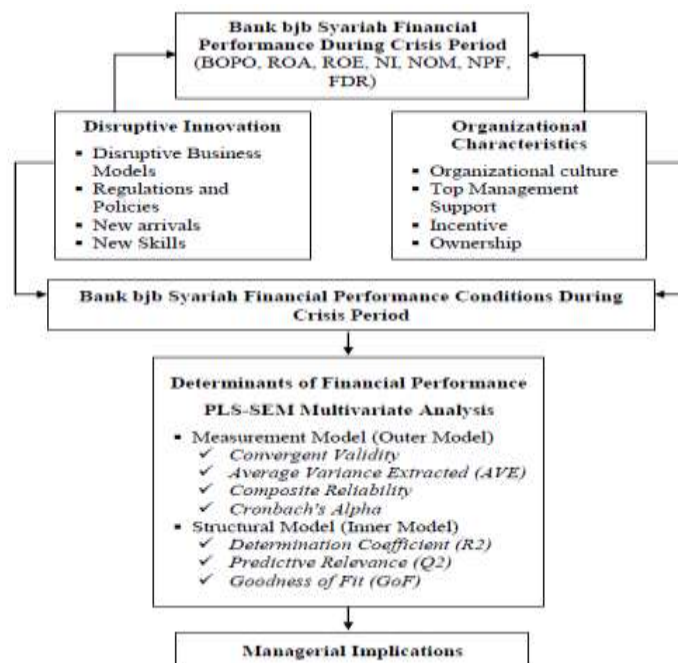 Bank bjb Syariah Financial
Performance During Crisis Period
(BOPO, ROA, ROE, NI, NOM, NPF,
FDR)
Disruptive Innovation
▪ Disruptive Business
Models
▪ Regulations and
Policies
▪ New arrivals
▪ New Skills
Organizational
Characteristics
▪ Organizational culture
▪ Top Management
Support
▪ Incentive
▪ Ownership
Bank bjb Syariah Financial Performance Conditions During
Crisis Period
Determinants of Financial Performance
PLS-SEM Multivariate Analysis
▪ Measurement Model (Outer Model)
✓ Convergent Validity
✓ Average Variance Extracted (AVE)
✓ Composite Reliability
✓ Cronbach's Alpha
▪ Structural Model (Inner Model)
✓ Determination Coefficient (R2)
✓ Predictive Relevance (Q2)
✓ Goodness of Fit (GoF)
Managerial Implications